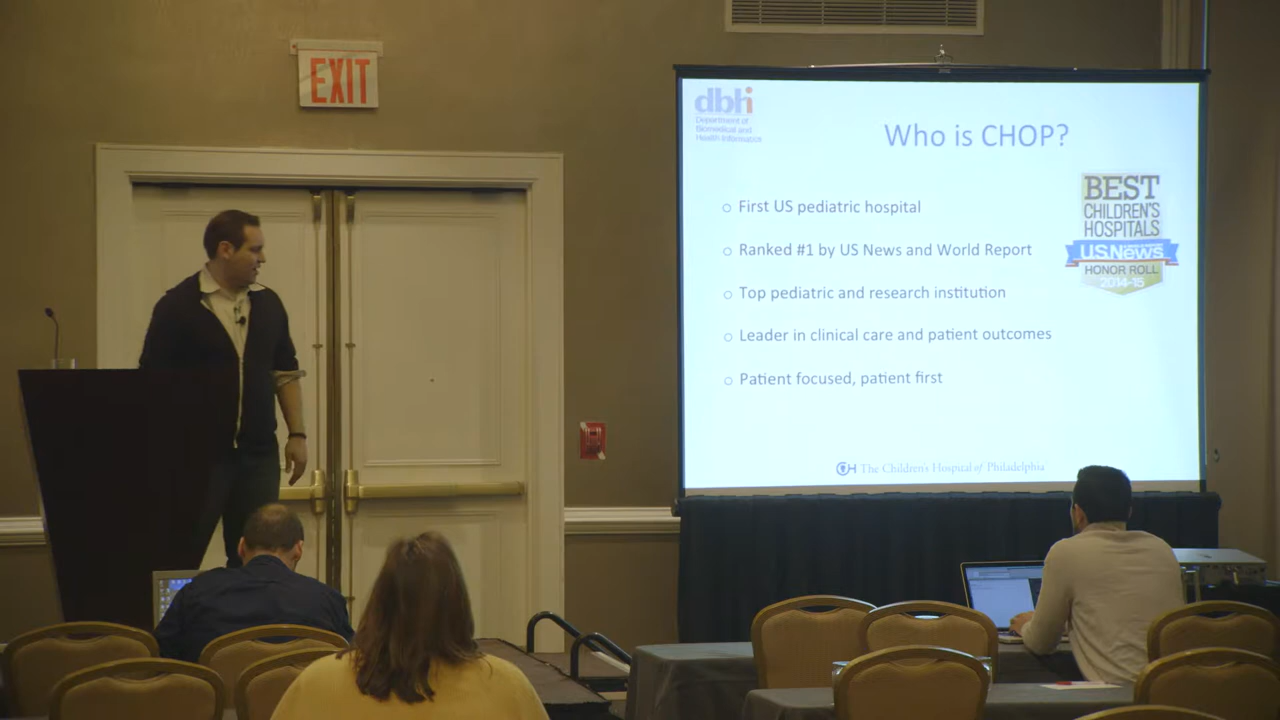 EXIT
dbhi
Department of
Biomedical and
Health Informatics
Who is CHOP?
BEST
CHILDREN'S
HOSPITALS
U.S.News
HONOR ROLL
2014-15
○ First US pediatric hospital
○ Ranked #1 by US News and World Report
○ Top pediatric and research institution
○ Leader in clinical care and patient outcomes
○ Patient focused, patient first
The Children's Hospital of Philadelphia